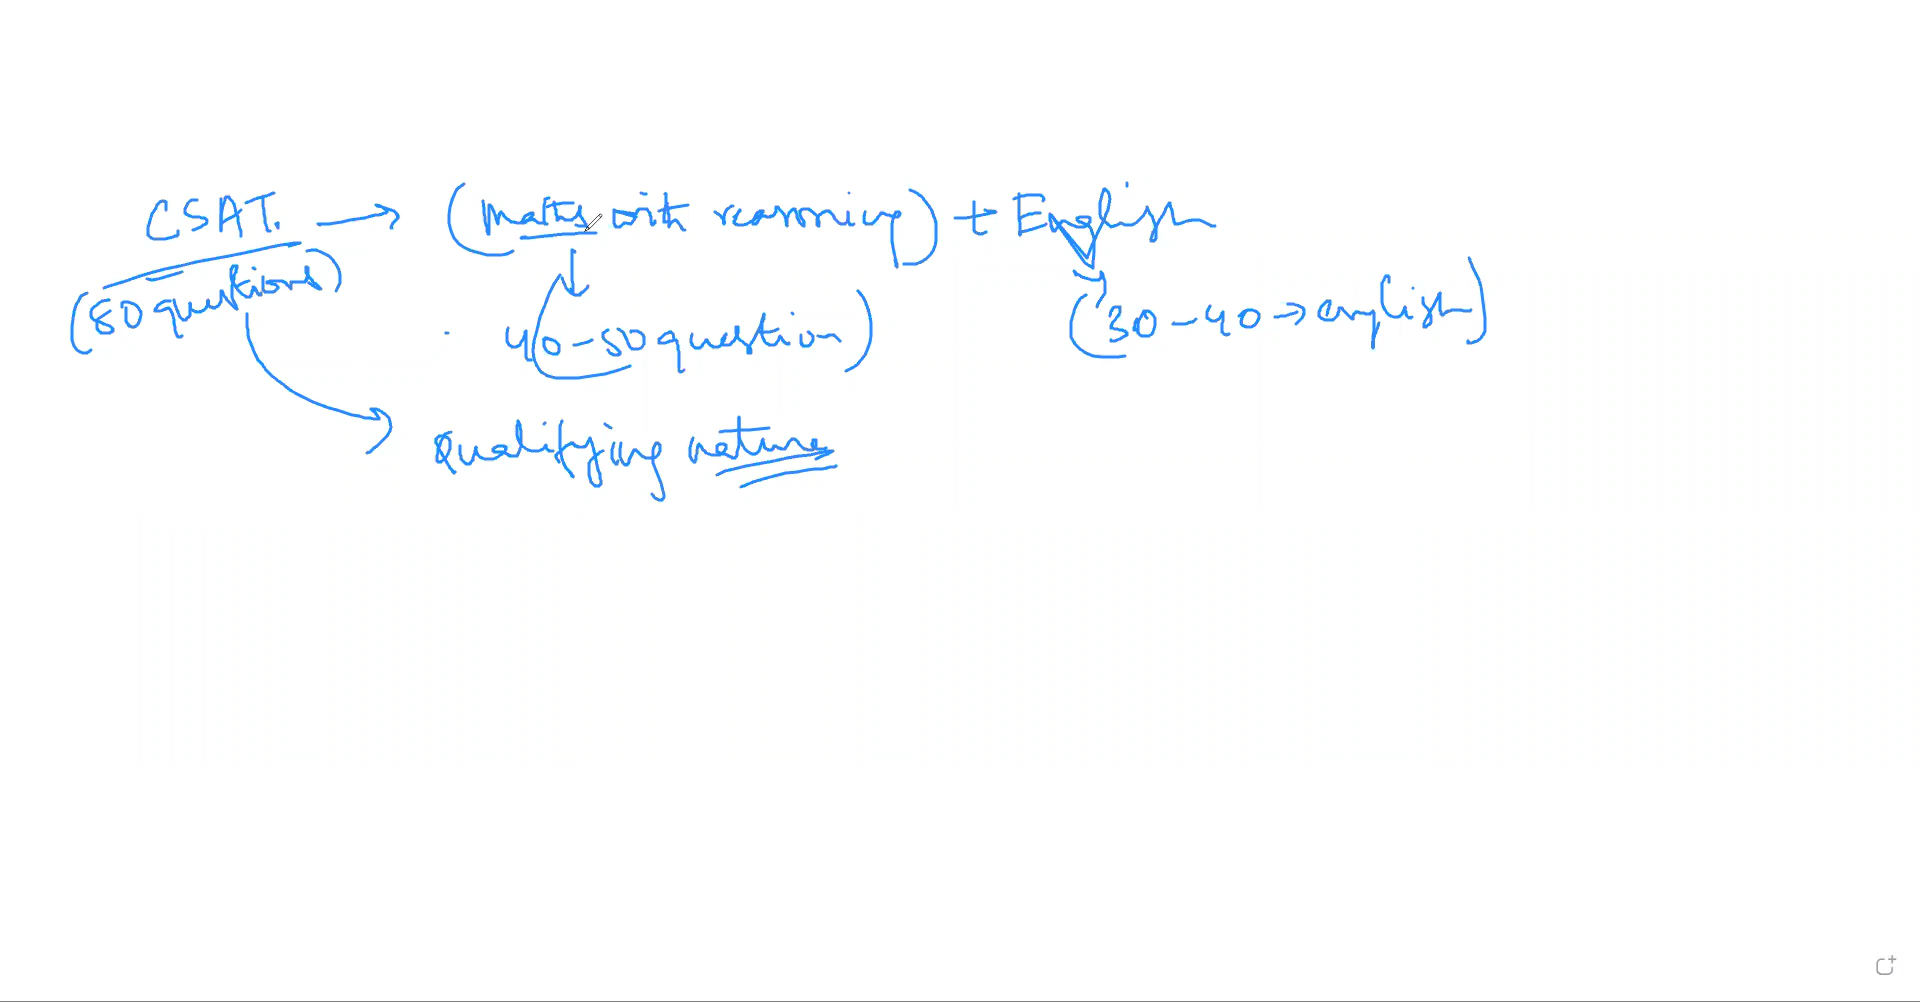 CSAT. → (Maths with reasoning) + English
(80 questions)
40-50 question)
(30-40 → english)
qualifying nature